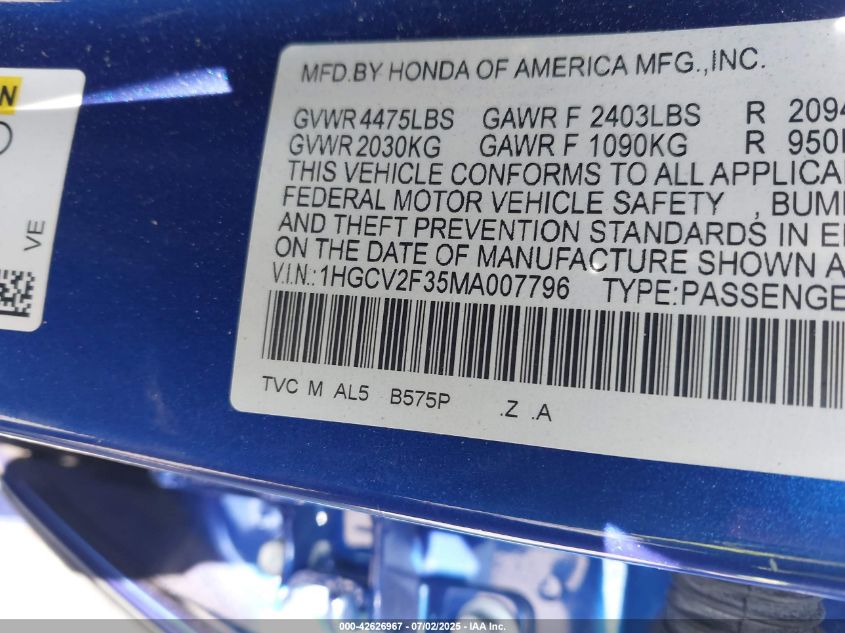 MFD.BY HONDA OF AMERICA MFG.,INC.
GVWR 4475LBS GAWR F 2403LBS R 2094
GVWR 2030KG GAWR F 1090KG R 950
THIS VEHICLE CONFORMS TO ALL APPLICA
FEDERAL MOTOR VEHICLE SAFETY , BUM
AND THEFT PREVENTION STANDARDS IN E
ON THE DATE OF MANUFACTURE SHOWN A
V.I.N.: 1HGCV2F35MA007796 TYPE:PASSENGE
TVC M AL5 B575P .Z .A
VE
000-42626967 - 07/02/2025 - IAA Inc.